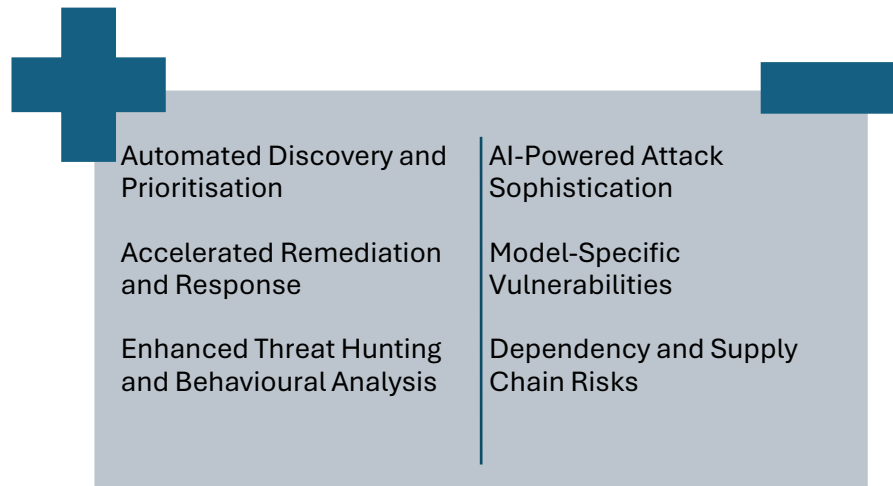 Automated Discovery and
Prioritisation
Accelerated Remediation
and Response
Enhanced Threat Hunting
and Behavioural Analysis
AI-Powered Attack
Sophistication
Model-Specific
Vulnerabilities
Dependency and Supply
Chain Risks